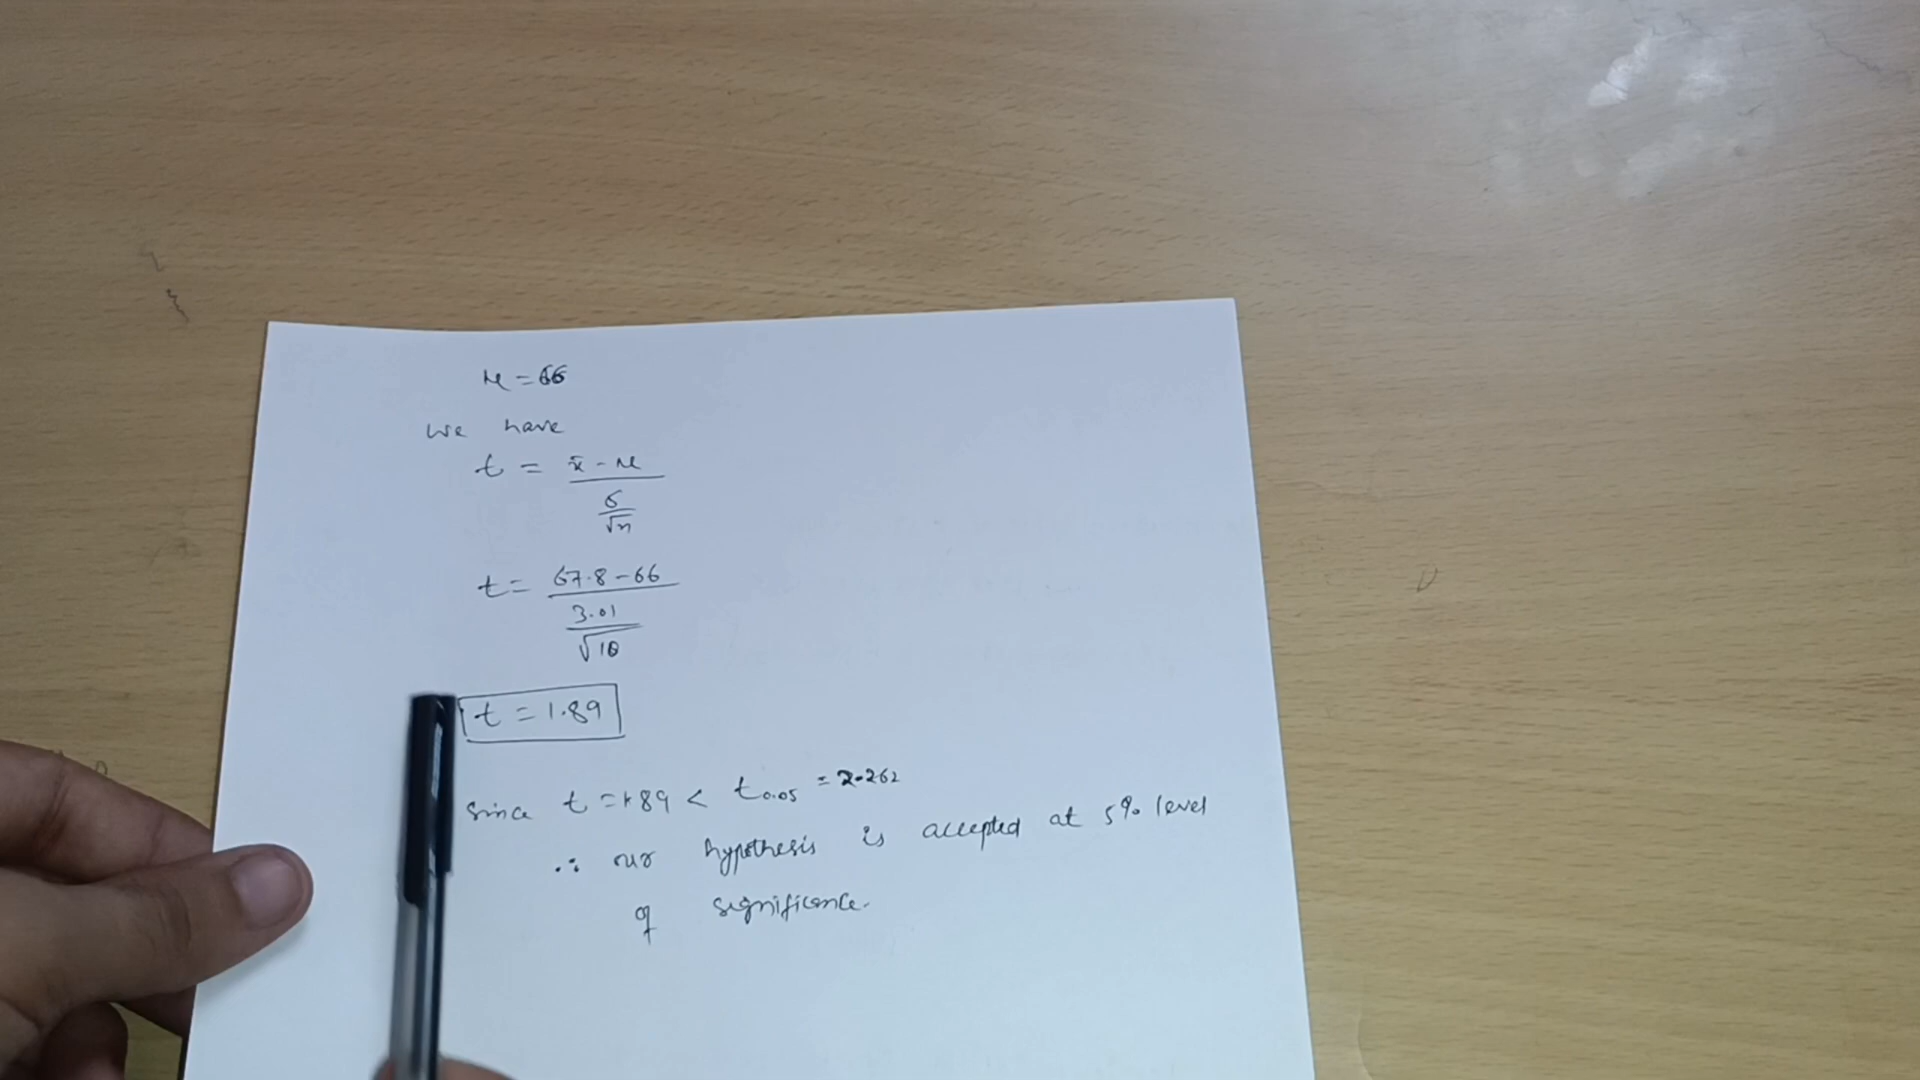 μ = 66
We have
t = x̄ - μ / σ/√n
t = 67.8 - 66 / 3.01/√10
t = 1.89
Since t = 1.89 < t0.05 = 2.262
∴ our hypothesis is accepted at 5% level
of significance.